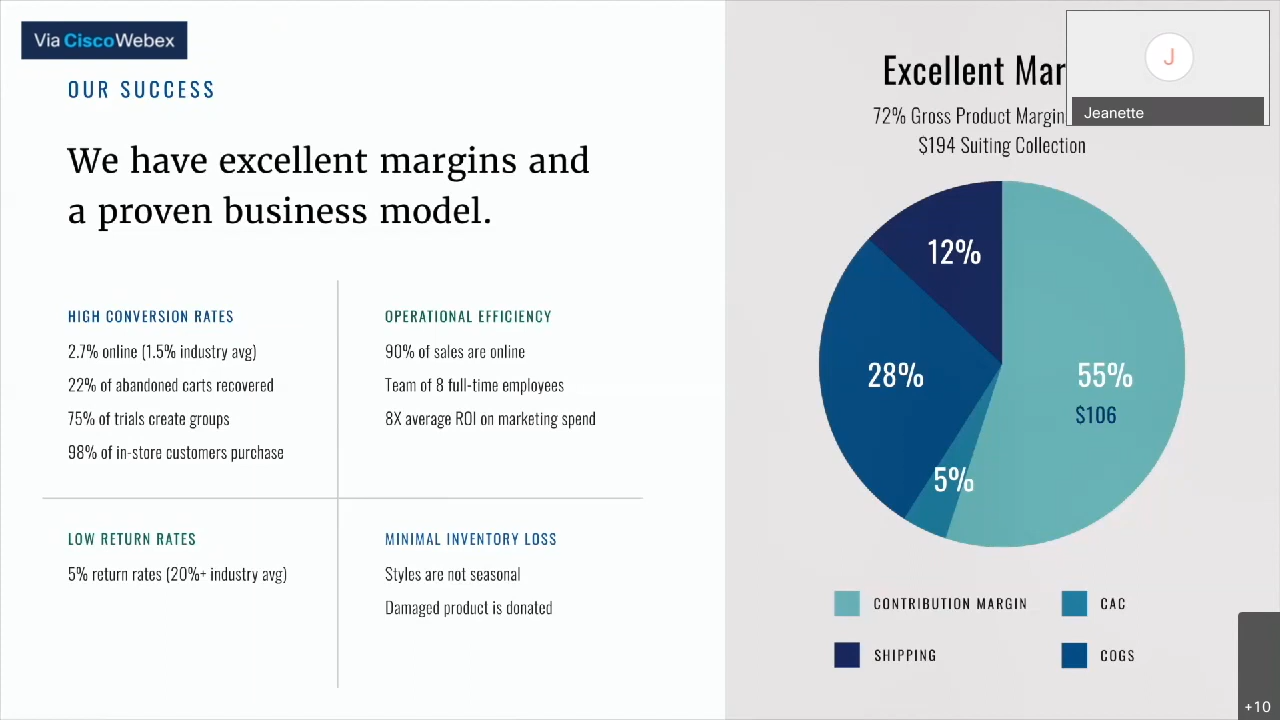 Via CiscoWebex
OUR SUCCESS
We have excellent margins and
a proven business model.
HIGH CONVERSION RATES
2.7% online (1.5% industry avg)
22% of abandoned carts recovered
75% of trials create groups
98% of in-store customers purchase
OPERATIONAL EFFICIENCY
90% of sales are online
Team of 8 full-time employees
8X average ROI on marketing spend
LOW RETURN RATES
5% return rates (20%+ industry avg)
MINIMAL INVENTORY LOSS
Styles are not seasonal
Damaged product is donated
Excellent
72% Gross Product Margin
$194 Suiting Collection
J
Jeanette
12%
28%
55%
$106
5%
CONTRIBUTION MARGIN
CAC
SHIPPING
COGS
+10